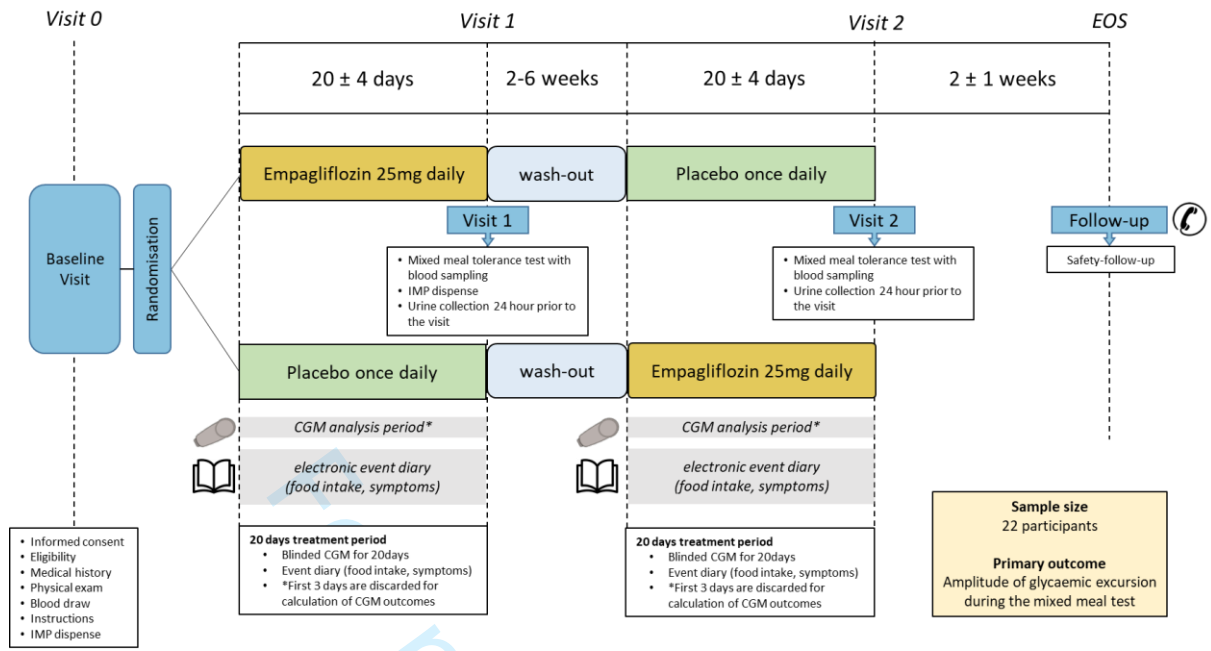 Visit 0
Visit 1
Visit 2
EOS
20 ± 4 days
2-6 weeks
20 ± 4 days
2 ± 1 weeks
Empagliflozin 25mg daily
wash-out
Placebo once daily
Baseline
Visit
Randomisation
Visit 1
Visit 2
Follow-up
• Mixed meal tolerance test with
blood sampling
• IMP dispense
• Urine collection 24 hour prior to
the visit
• Mixed meal tolerance test with
blood sampling
• Urine collection 24 hour prior to
the visit
Safety-follow-up
Placebo once daily
wash-out
Empagliflozin 25mg daily
CGM analysis period*
CGM analysis period*
electronic event diary
(food intake, symptoms)
electronic event diary
(food intake, symptoms)
• Informed consent
• Eligibility
• Medical history
• Physical exam
• Blood draw
• Instructions
• IMP dispense
20 days treatment period
• Blinded CGM for 20days
• Event diary (food intake, symptoms)
• *First 3 days are discarded for
calculation of CGM outcomes
20 days treatment period
• Blinded CGM for 20days
• Event diary (food intake, symptoms)
• *First 3 days are discarded for
calculation of CGM outcomes
Sample size
22 participants
Primary outcome
Amplitude of glycaemic excursion
during the mixed meal test